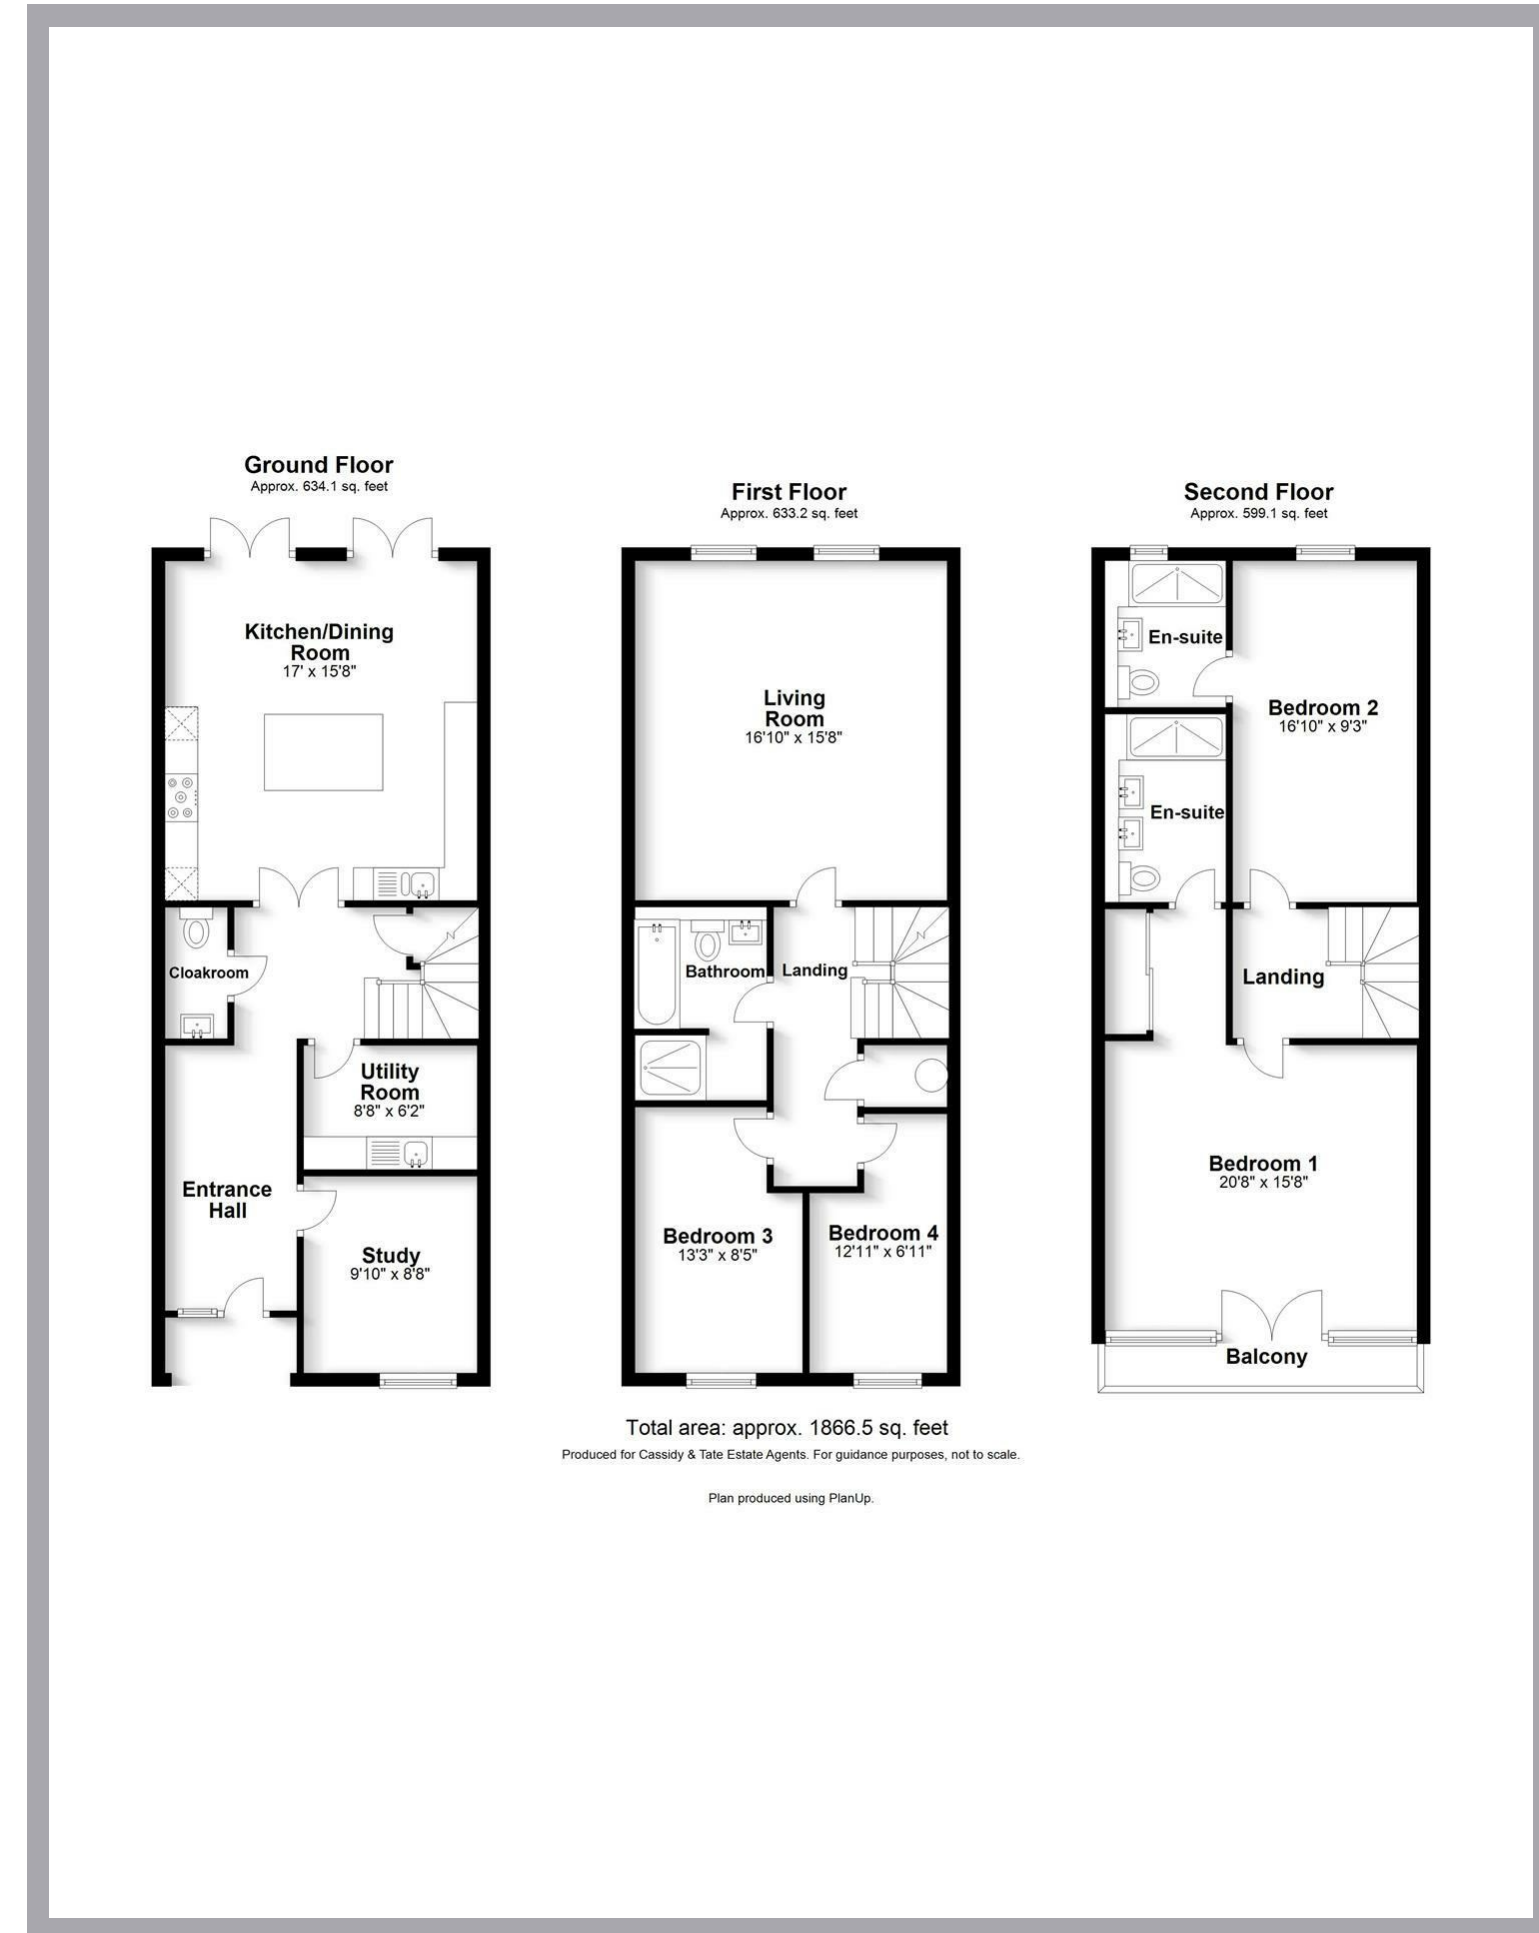 Ground Floor
Approx. 634.1 sq. feet
Kitchen/Dining
Room
17' x 15'8"
Cloakroom
Utility
Room
8'8" x 6'2"
Entrance
Hall
Study
9'10" x 8'8"
First Floor
Approx. 633.2 sq. feet
Living
Room
16'10" x 15'8"
Bathroom
Landing
Bedroom 3
13'3" x 8'5"
Bedroom 4
12'11" x 6'11"
Second Floor
Approx. 599.1 sq. feet
En-suite
Bedroom 2
16'10" x 9'3"
En-suite
Landing
Bedroom 1
20'8" x 15'8"
Balcony
Total area: approx. 1866.5 sq. feet
Produced for Cassidy & Tate Estate Agents. For guidance purposes, not to scale.
Plan produced using PlanUp.